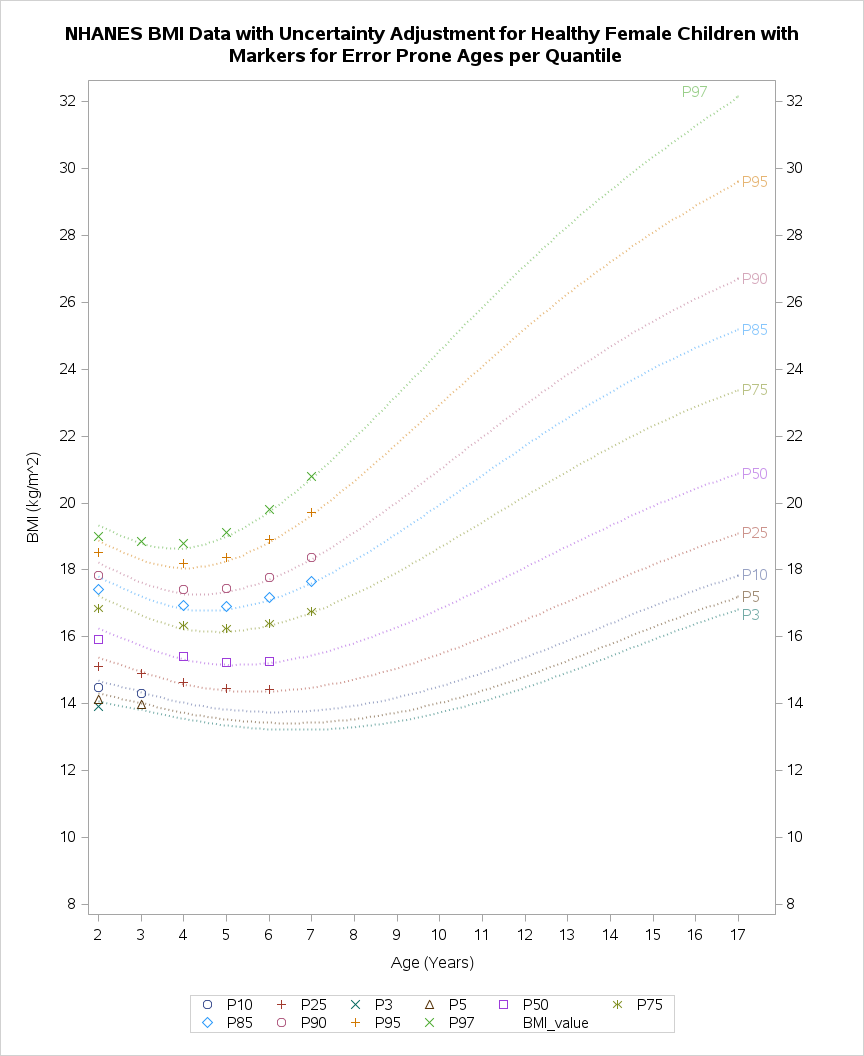 NHANES BMI Data with Uncertainty Adjustment for Healthy Female Children with
Markers for Error Prone Ages per Quantile
P97
32 32
30 30
P95
28 28
P90
26 26
P85
24 24
P75
22 22
P50
20 20
P25
18 18
P10
P5
P3
16 16
14 14
12 12
10 10
8 8
BMI (kg/m^2)
2 3 4 5 6 7 8 9 10 11 12 13 14 15 16 17
Age (Years)
P10 P25 P3 P5 P50 P75
P85 P90 P95 P97 BMI_value